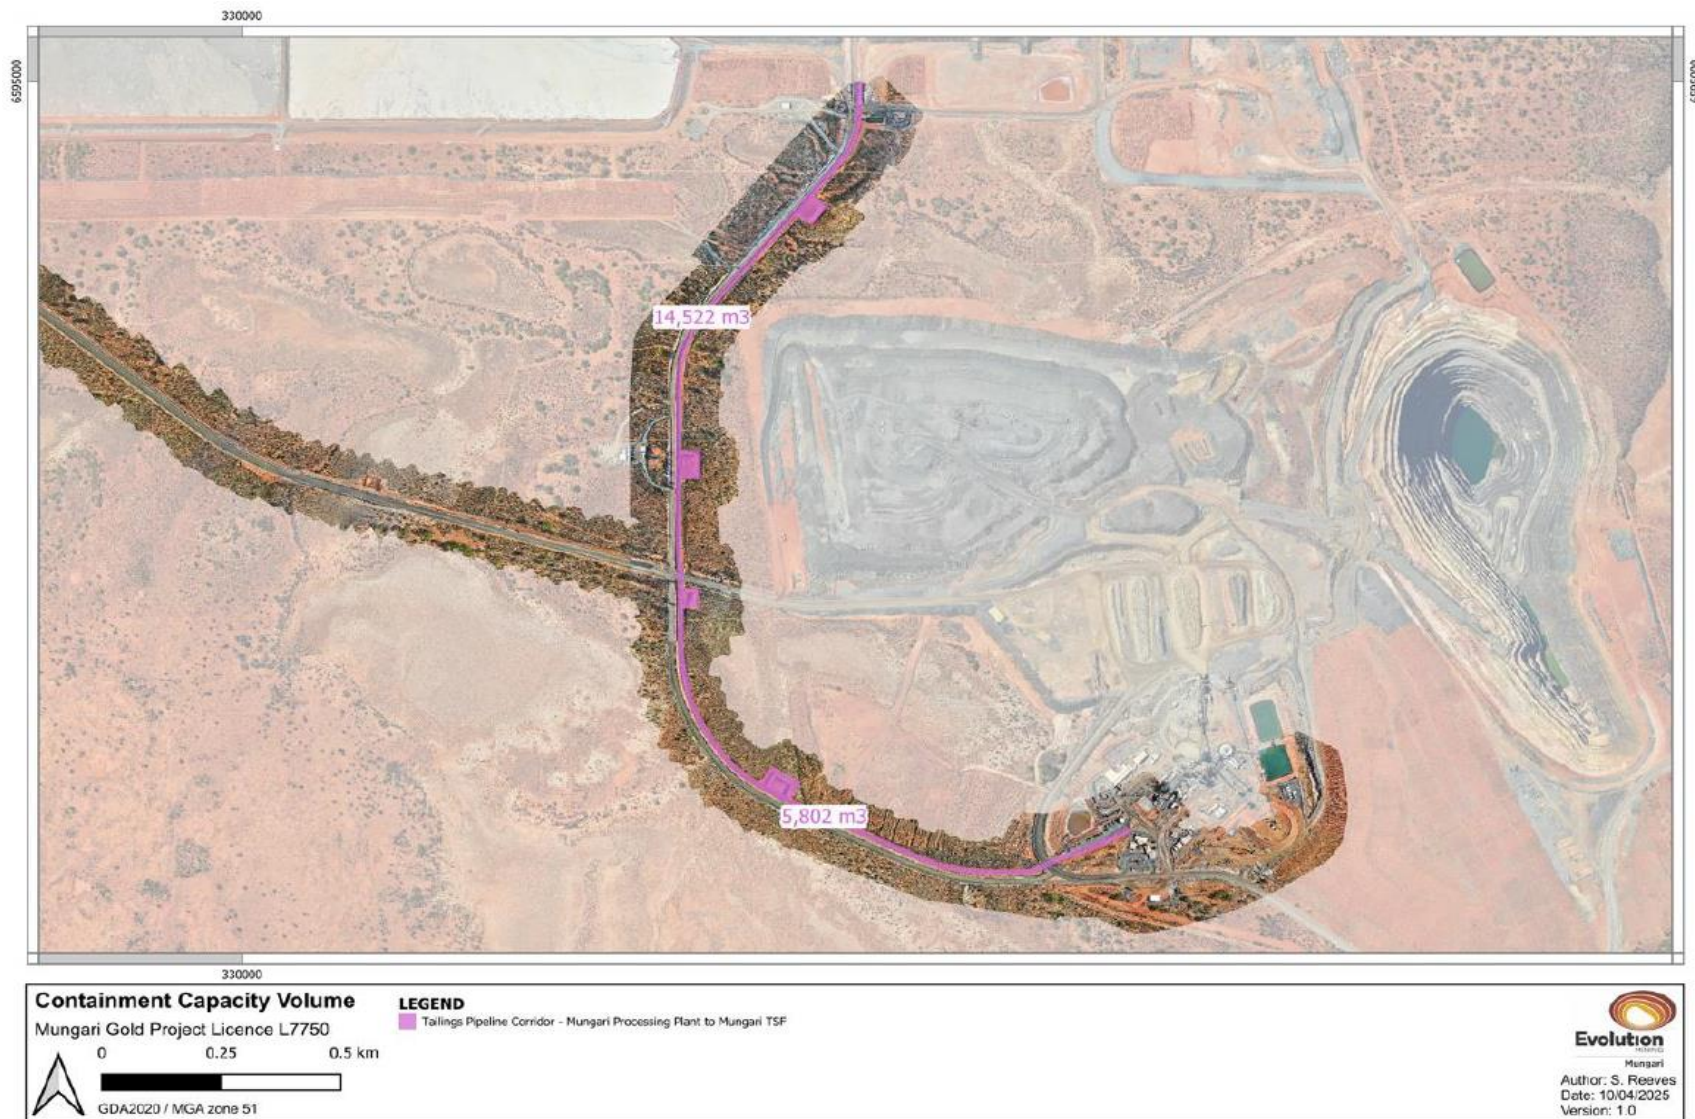 330000
6595000
14,522 m3
5,802 m3
330000
Containment Capacity Volume
Mungari Gold Project Licence L7750
0 0.25 0.5 km
GDA2020 / MGA zone 51
LEGEND
Tailings Pipeline Corridor - Mungari Processing Plant to Mungari TSF
Evolution
MINING
Mungari
Author: S. Reeves
Date: 10/04/2025
Version: 1.0